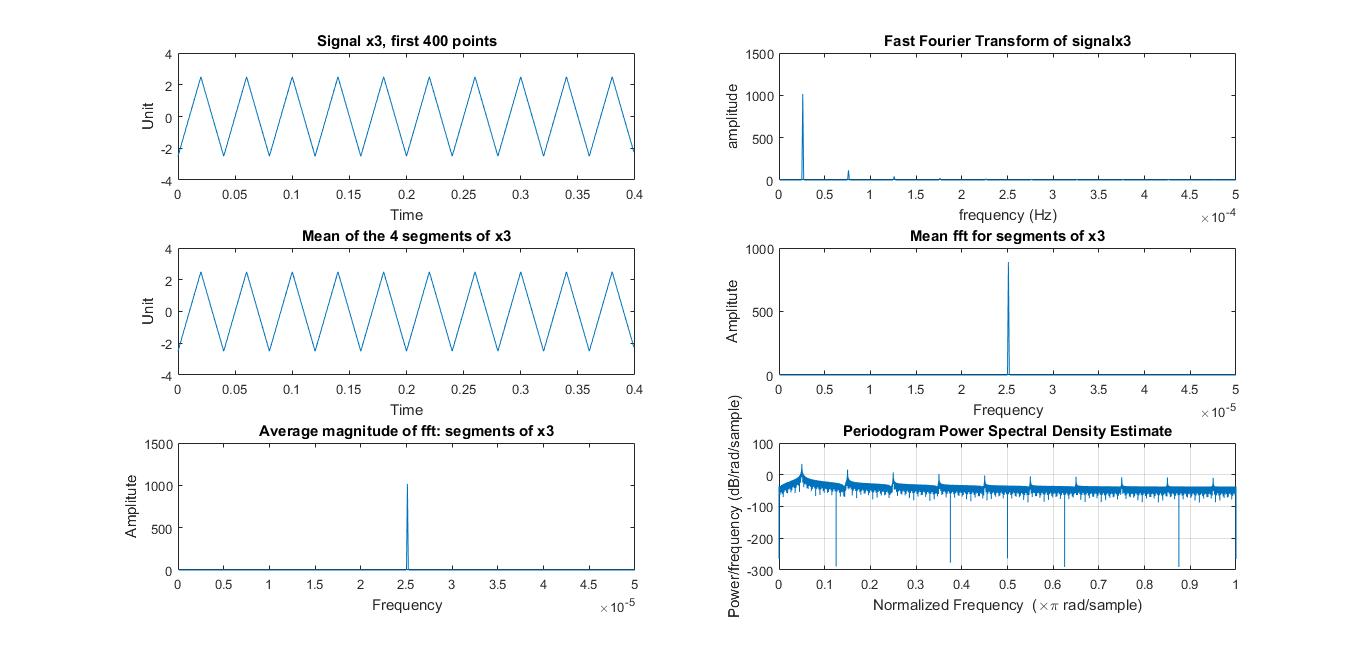 Signal x3, first 400 points
4
2
0
-2
-4
Unit
0 0.05 0.1 0.15 0.2 0.25 0.3 0.35 0.4
Time
Fast Fourier Transform of signalx3
1500
1000
500
0
amplitude
0 0.5 1 1.5 2 2.5 3 3.5 4 4.5 5
frequency (Hz)
×10-4
Mean of the 4 segments of x3
4
2
0
-2
-4
Unit
0 0.05 0.1 0.15 0.2 0.25 0.3 0.35 0.4
Time
Mean fft for segments of x3
1000
500
0
Amplitute
0 0.5 1 1.5 2 2.5 3 3.5 4 4.5 5
Frequency
×10-5
Average magnitude of fft: segments of x3
1500
1000
500
0
Amplitute
0 0.5 1 1.5 2 2.5 3 3.5 4 4.5 5
Frequency
×10-5
Periodogram Power Spectral Density Estimate
100
0
-100
-200
-300
Power/frequency (dB/rad/sample)
0 0.1 0.2 0.3 0.4 0.5 0.6 0.7 0.8 0.9 1
Normalized Frequency (×π rad/sample)